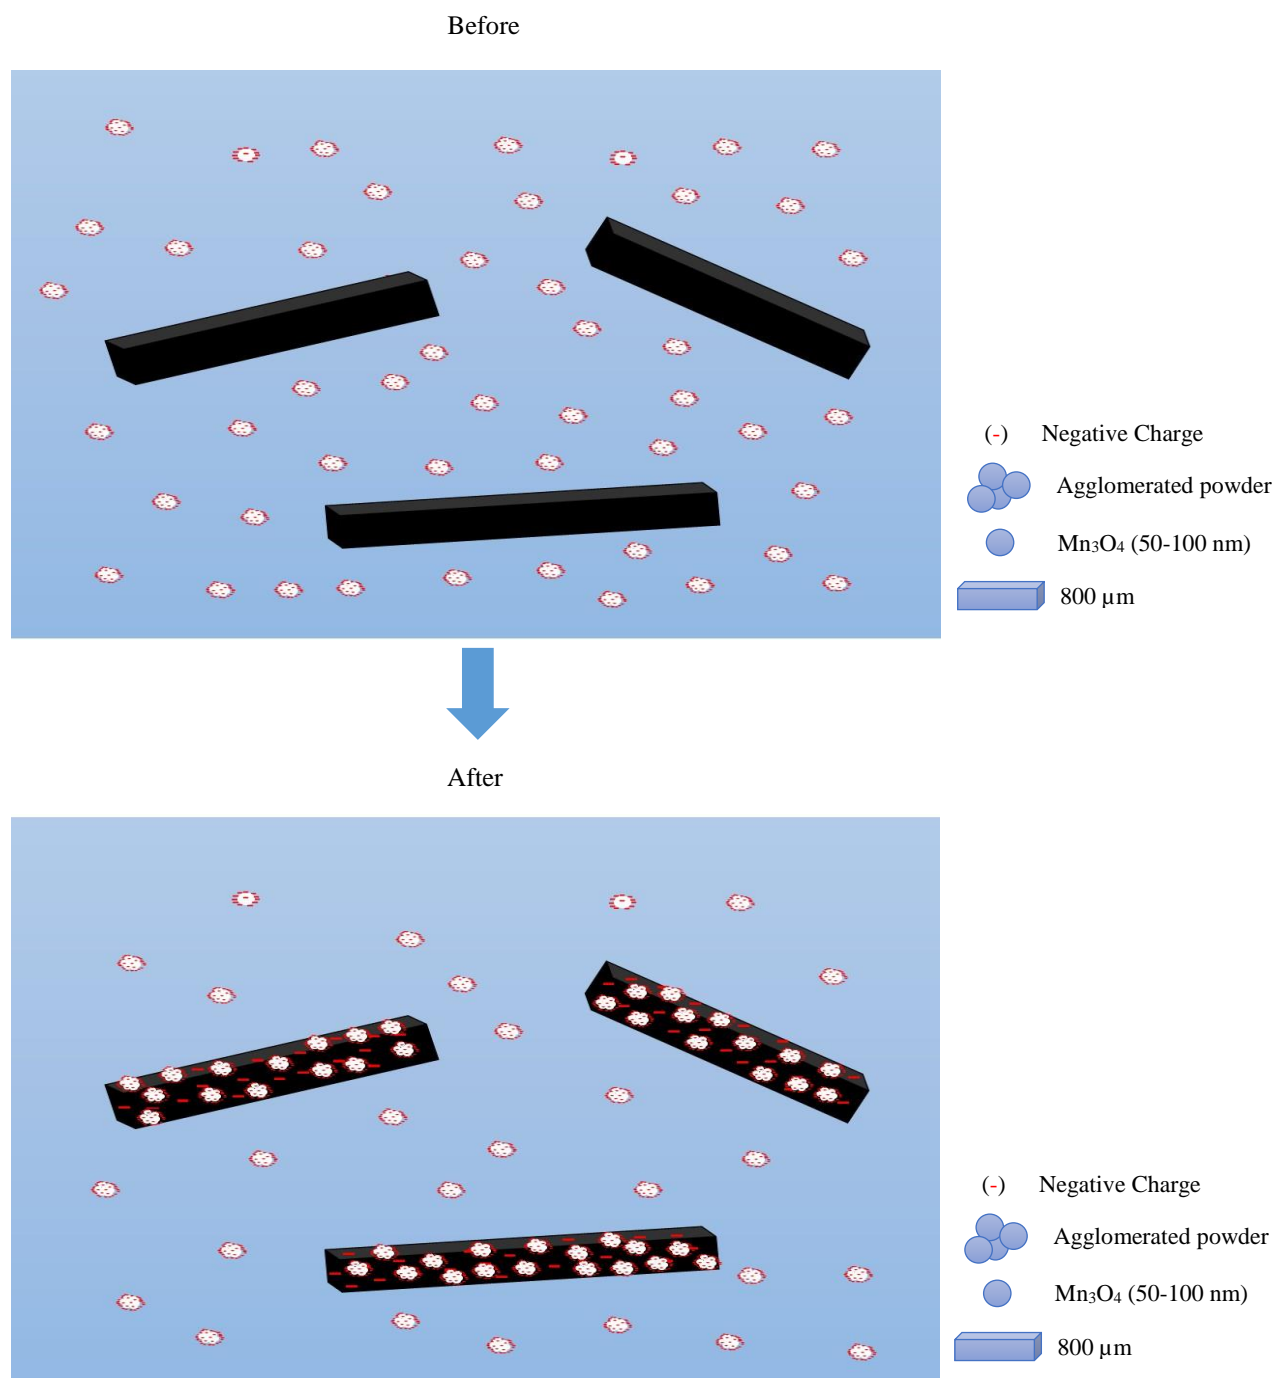 Before
(-) Negative Charge
Agglomerated powder
Mn₃O₄ (50-100 nm)
800 µm
After
(-) Negative Charge
Agglomerated powder
Mn₃O₄ (50-100 nm)
800 µm